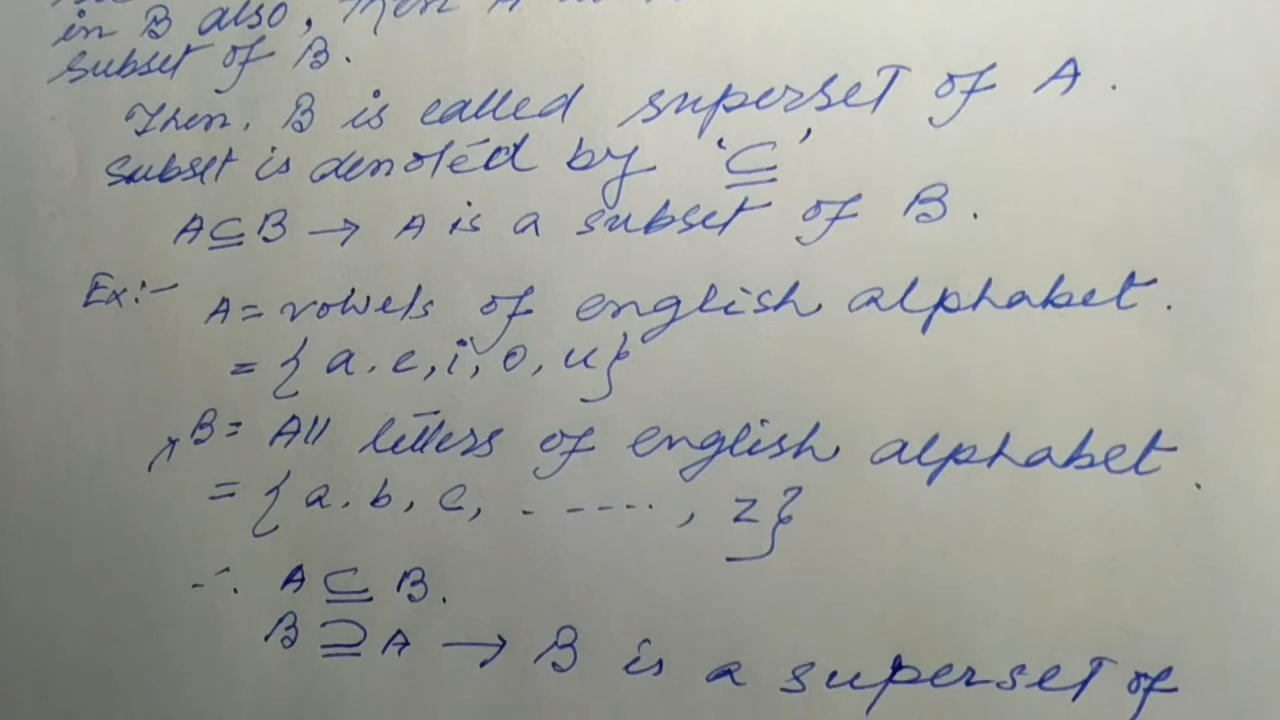 in B also, then A
subset of B.
Then, B is called superset of A.
subset is denoted by '⊆'
A⊆B → A is a subset of B.
Ex:- A = vowels of english alphabet.
= {a, e, i, o, u}
B = All letters of english alphabet.
= {a, b, c, ------, z}
∴ A ⊆ B.
B ⊇ A → B is a superset of